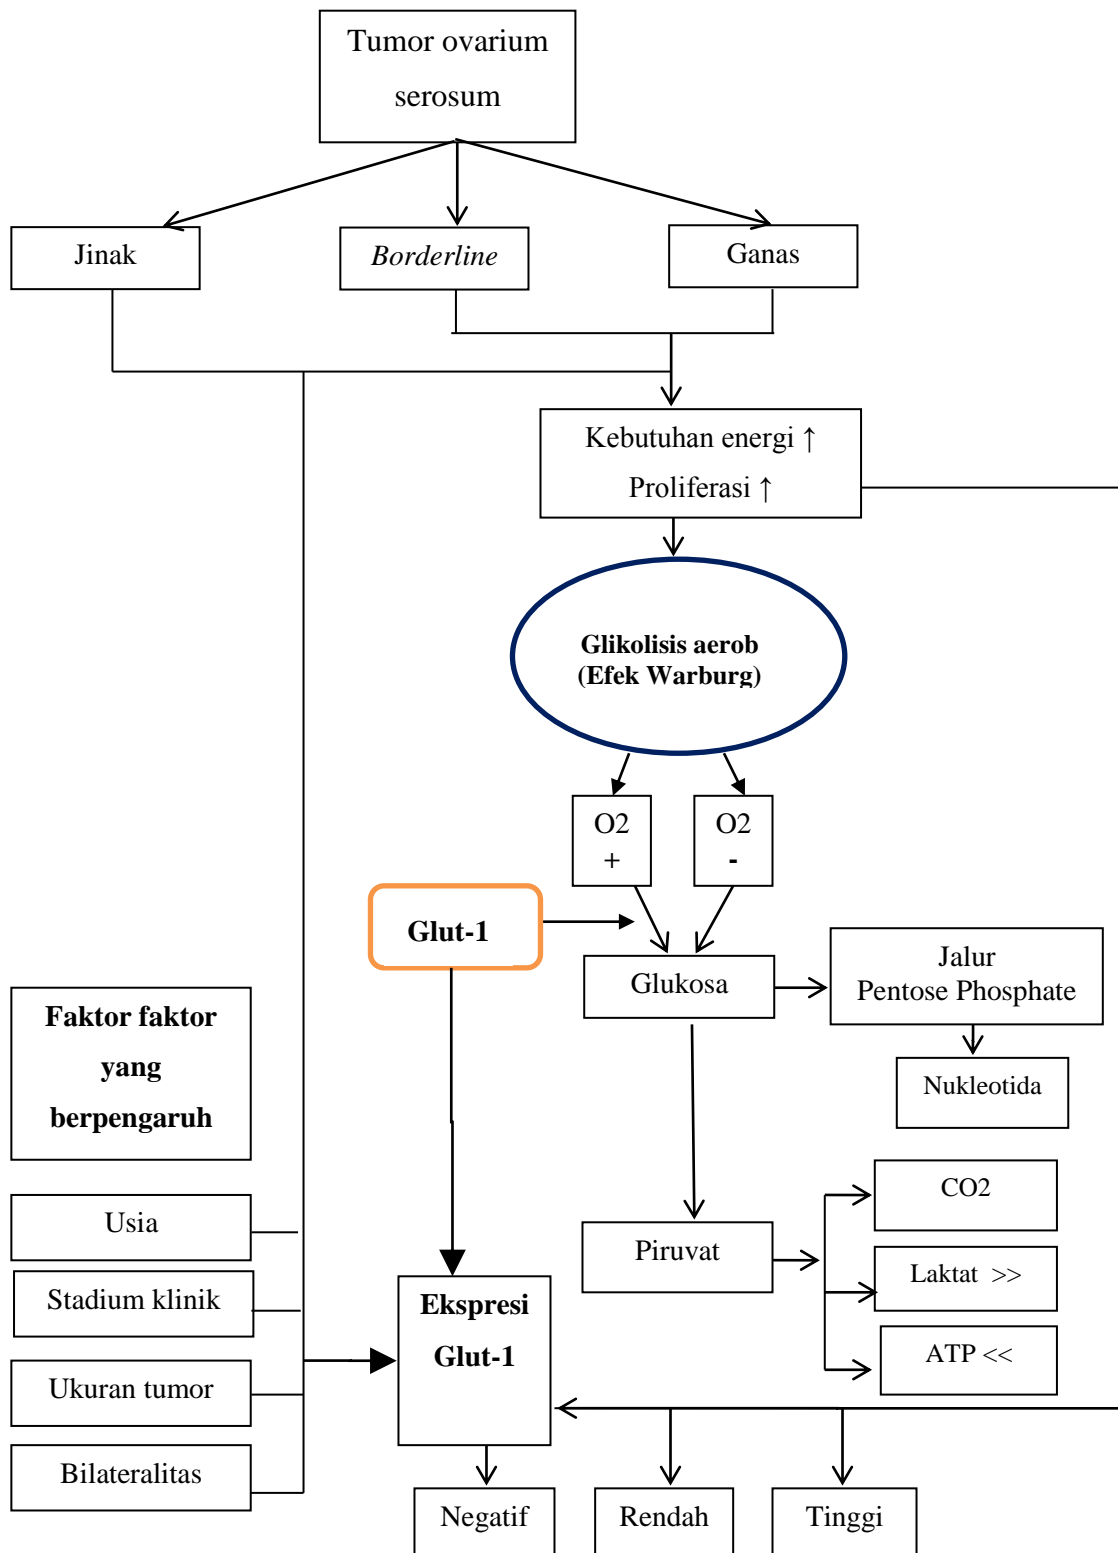 Tumor ovarium
serosum
Jinak
Borderline
Ganas
Kebutuhan energi ↑
Proliferasi ↑
Glikolisis aerob
(Efek Warburg)
O2
+
O2
-
Glut-1
Glukosa
Jalur
Pentose Phosphate
Nukleotida
Faktor faktor
yang
berpengaruh
Usia
Stadium klinik
Ukuran tumor
Bilateralitas
Piruvat
CO2
Laktat >>
ATP <<
Ekspresi
Glut-1
Negatif
Rendah
Tinggi